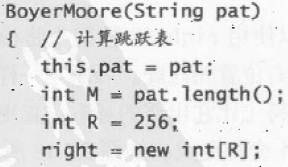 BoyerMoore(String pat)
{  // 计算跳跃表
   this.pat = pat;
   int M = pat.length();
   int R = 256;
   right = new int[R];